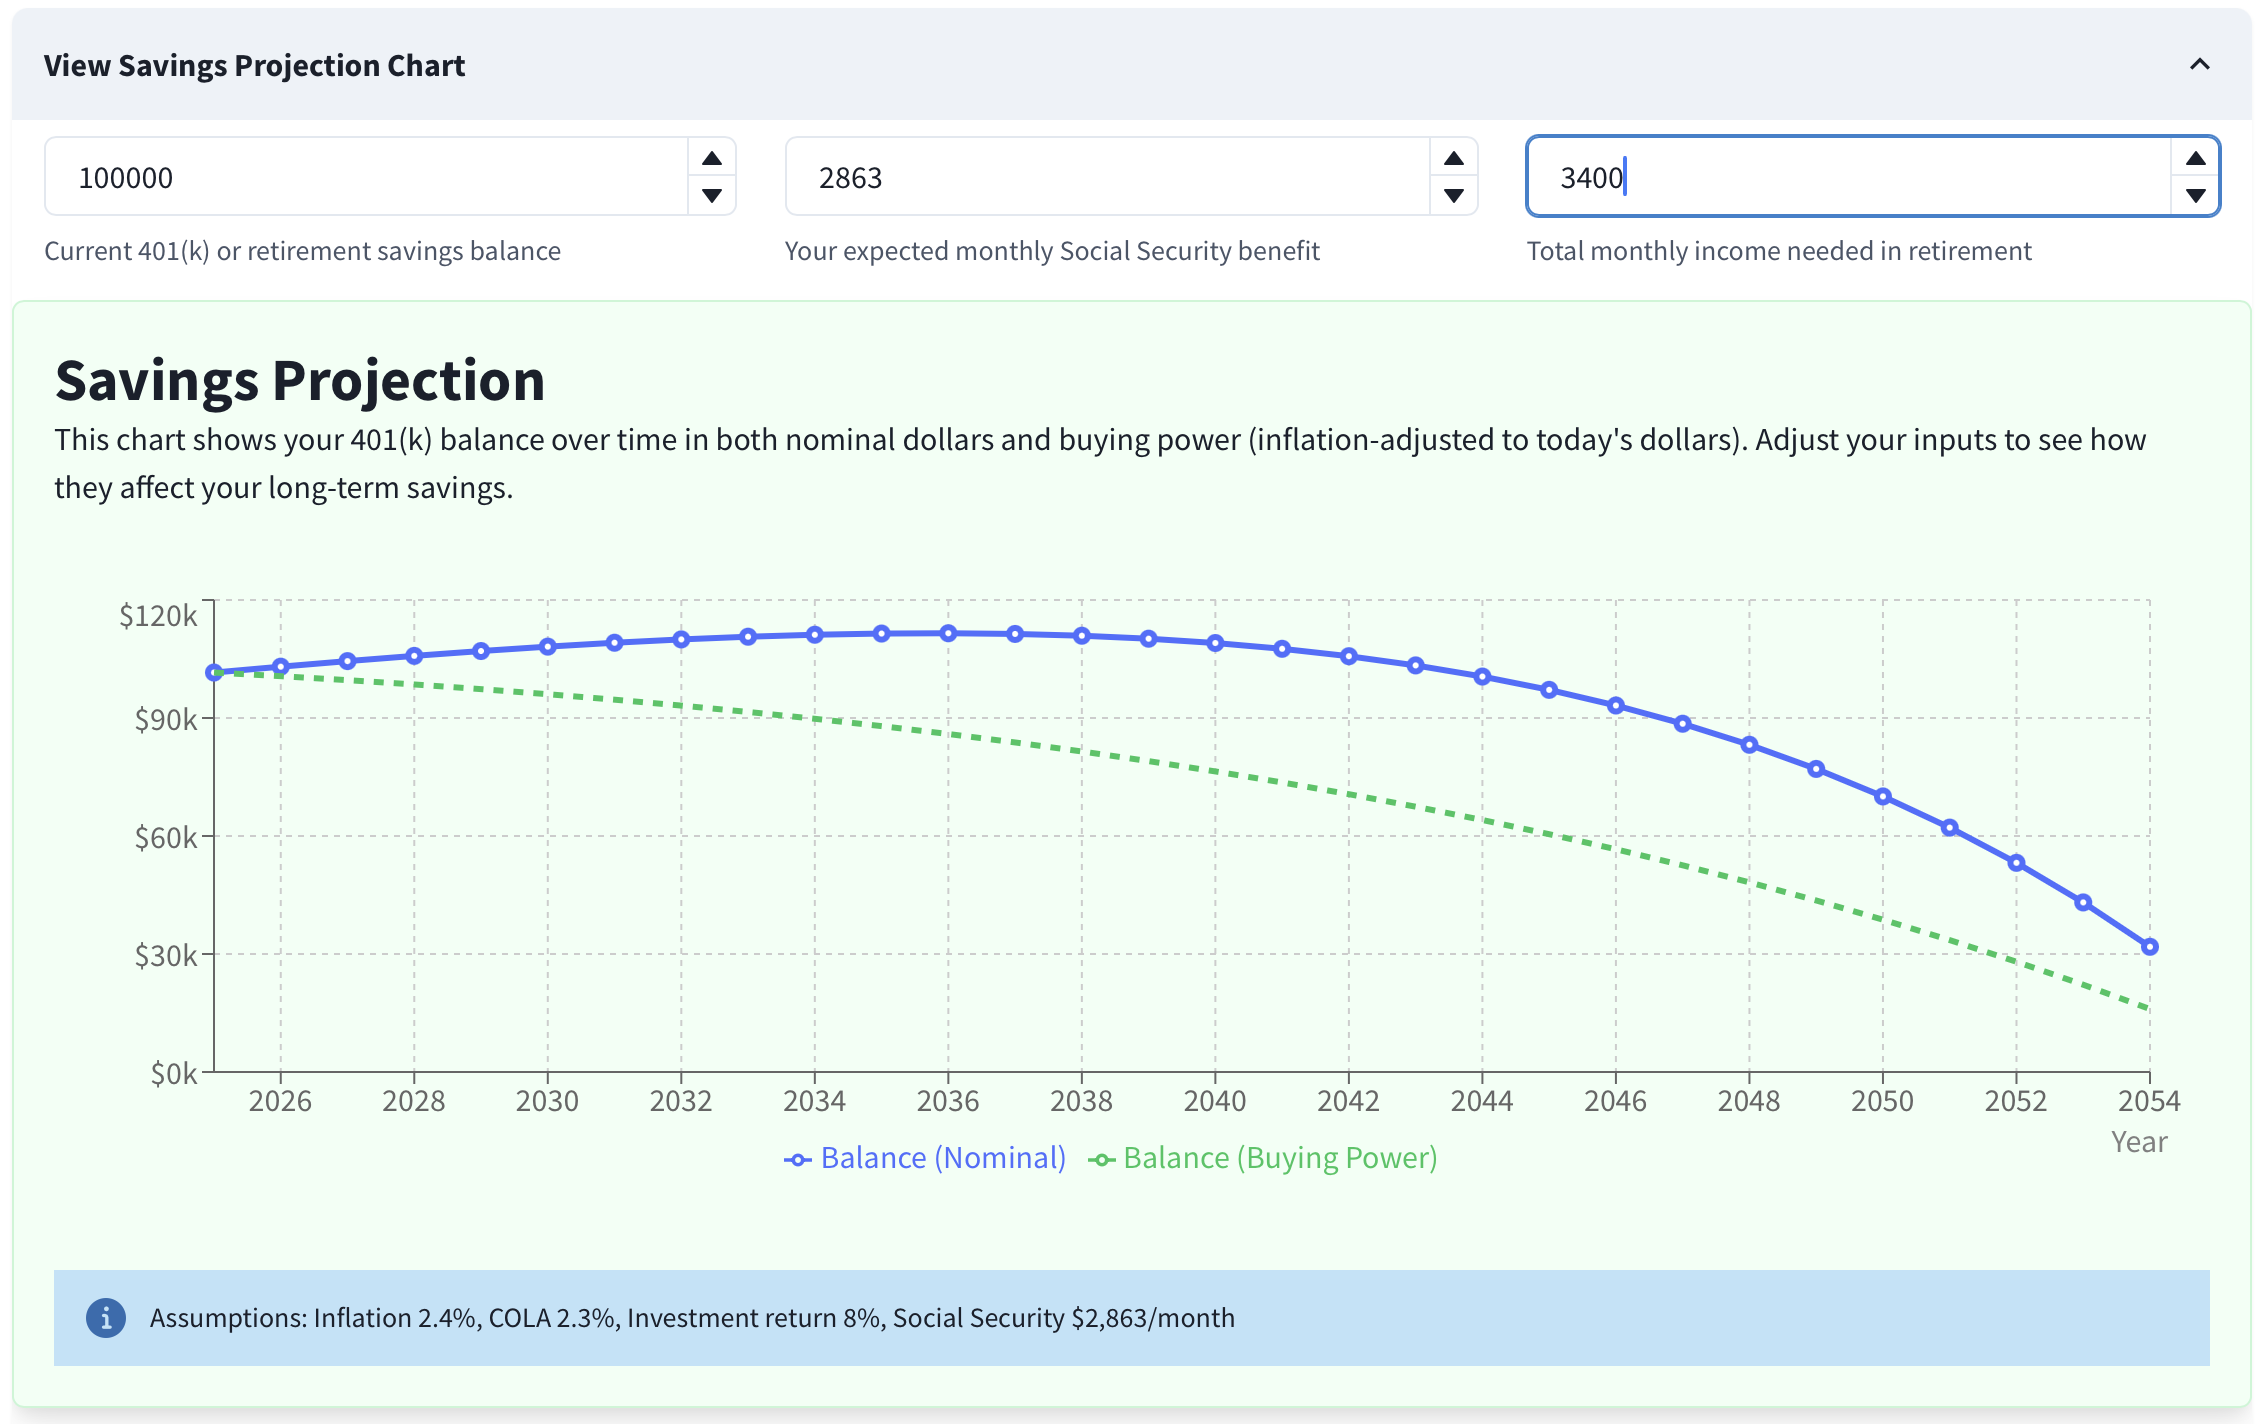 View Savings Projection Chart
100000
2863
3400
Current 401(k) or retirement savings balance
Your expected monthly Social Security benefit
Total monthly income needed in retirement
Savings Projection
This chart shows your 401(k) balance over time in both nominal dollars and buying power (inflation-adjusted to today's dollars). Adjust your inputs to see how
they affect your long-term savings.
$120k
$90k
$60k
$30k
$0k
2026 2028 2030 2032 2034 2036 2038 2040 2042 2044 2046 2048 2050 2052 2054
Year
Balance (Nominal) Balance (Buying Power)
Assumptions: Inflation 2.4%, COLA 2.3%, Investment return 8%, Social Security $2,863/month